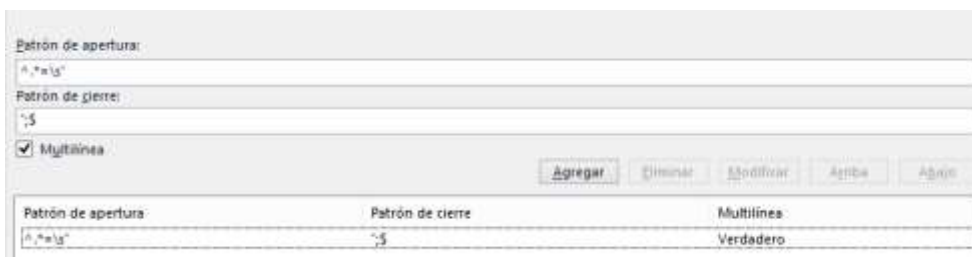 Patrón de apertura:
^.*=\s"
Patrón de cierre:
";$
Multilínea
Agregar Eliminar Modificar Arriba Abajo
Patrón de apertura Patrón de cierre Multilínea
^.*=\s" ";$ Verdadero